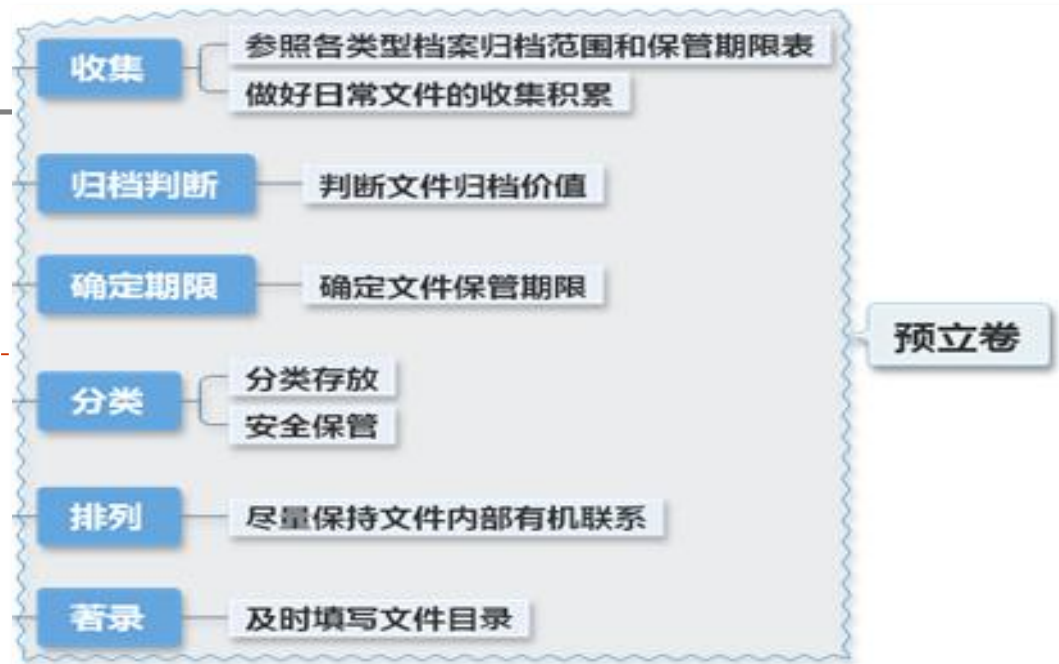 收集
参照各类型档案归档范围和保管期限表
做好日常文件的收集积累
归档判断
判断文件归档价值
确定期限
确定文件保管期限
预立卷
分类
分类存放
安全保管
排列
尽量保持文件内部有机联系
著录
及时填写文件目录